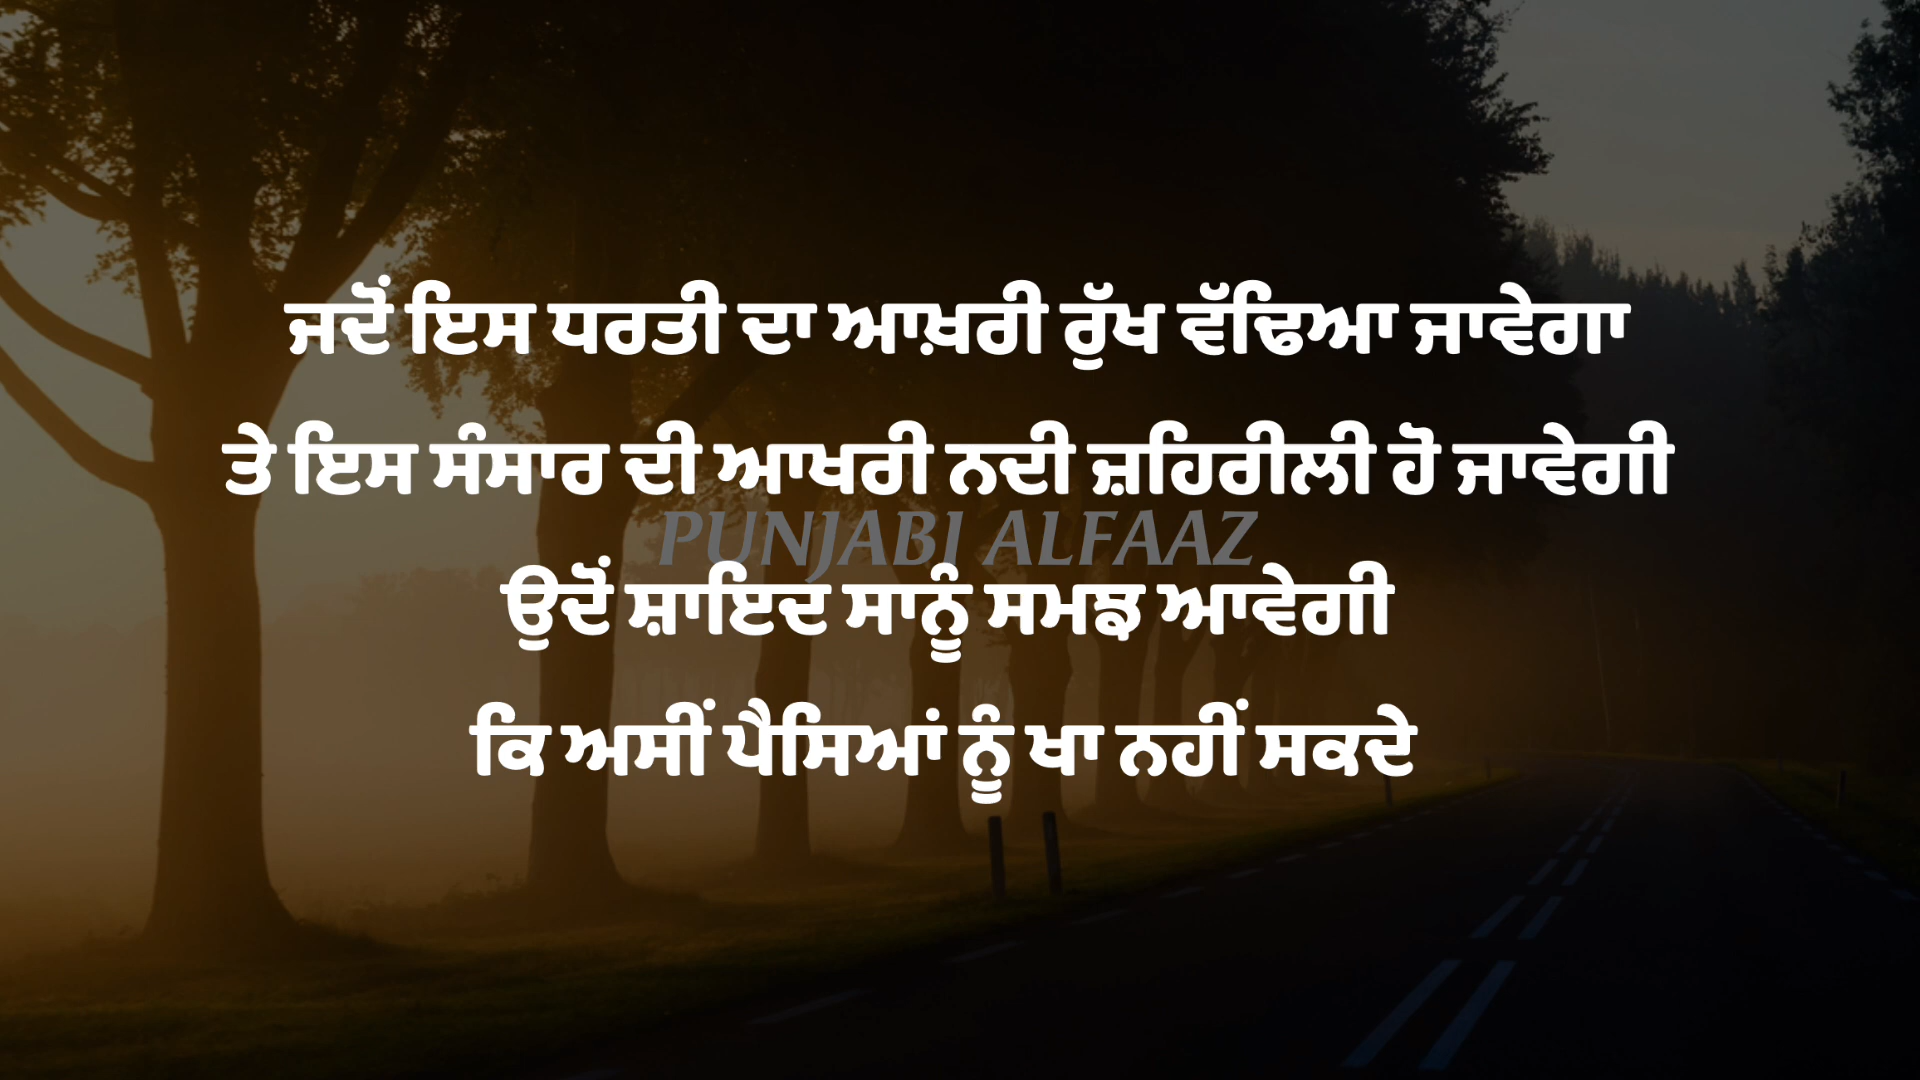 ਜਦੋਂ ਇਸ ਧਰਤੀ ਦਾ ਆਖ਼ਰੀ ਰੁੱਖ ਵੱਢਿਆ ਜਾਵੇਗਾ
ਤੇ ਇਸ ਸੰਸਾਰ ਦੀ ਆਖਰੀ ਨਦੀ ਜ਼ਹਿਰੀਲੀ ਹੋ ਜਾਵੇਗੀ
PUNJABI ALFAAZ
ਉਦੋਂ ਸ਼ਾਇਦ ਸਾਨੂੰ ਸਮਝ ਆਵੇਗੀ
ਕਿ ਅਸੀਂ ਪੈਸਿਆਂ ਨੂੰ ਖਾ ਨਹੀਂ ਸਕਦੇ